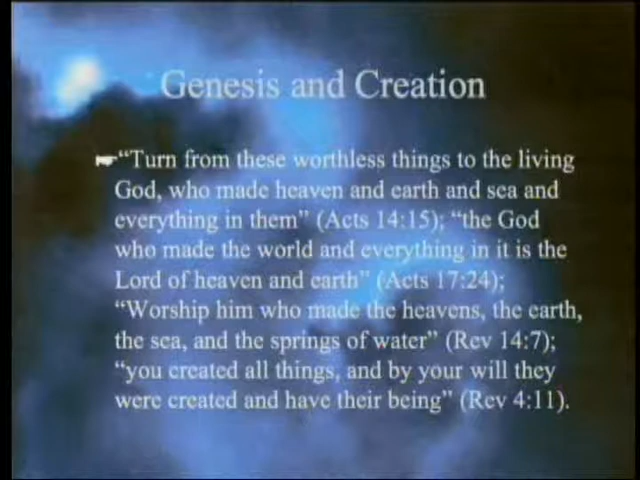 Genesis and Creation
“Turn from these worthless things to the living
God, who made heaven and earth and sea and
everything in them” (Acts 14:15); “the God
who made the world and everything in it is the
Lord of heaven and earth” (Acts 17:24);
“Worship him who made the heavens, the earth,
the sea, and the springs of water” (Rev 14:7);
“you created all things, and by your will they
were created and have their being” (Rev 4:11).